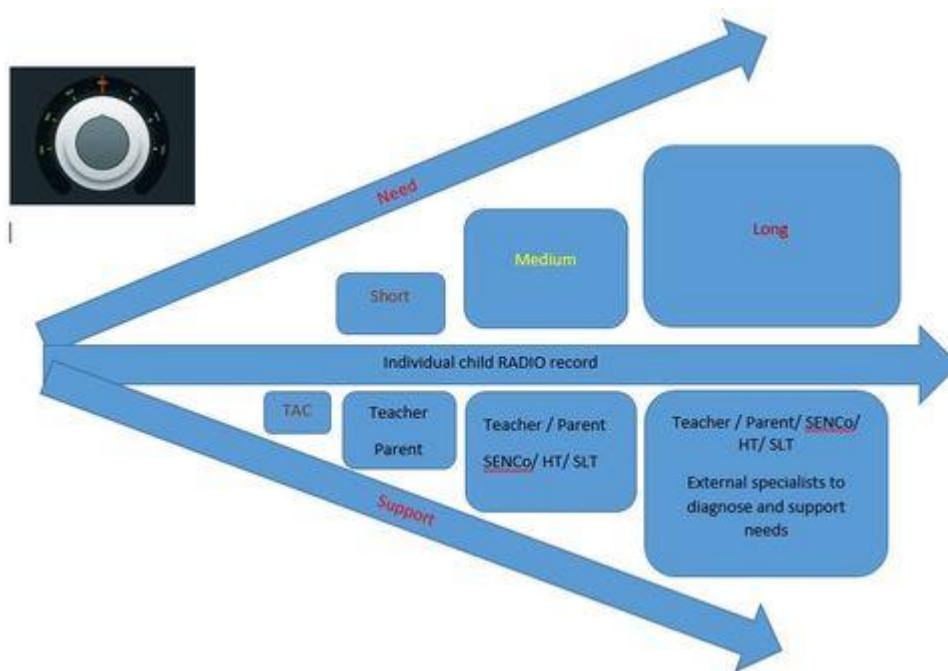 Need
Long
Medium
Short
Individual child RADIO record
TAC
Teacher
Parent
Teacher / Parent
SENCo/ HT/ SLT
Teacher / Parent/ SENCo/
HT/ SLT
External specialists to
diagnose and support
needs
Support